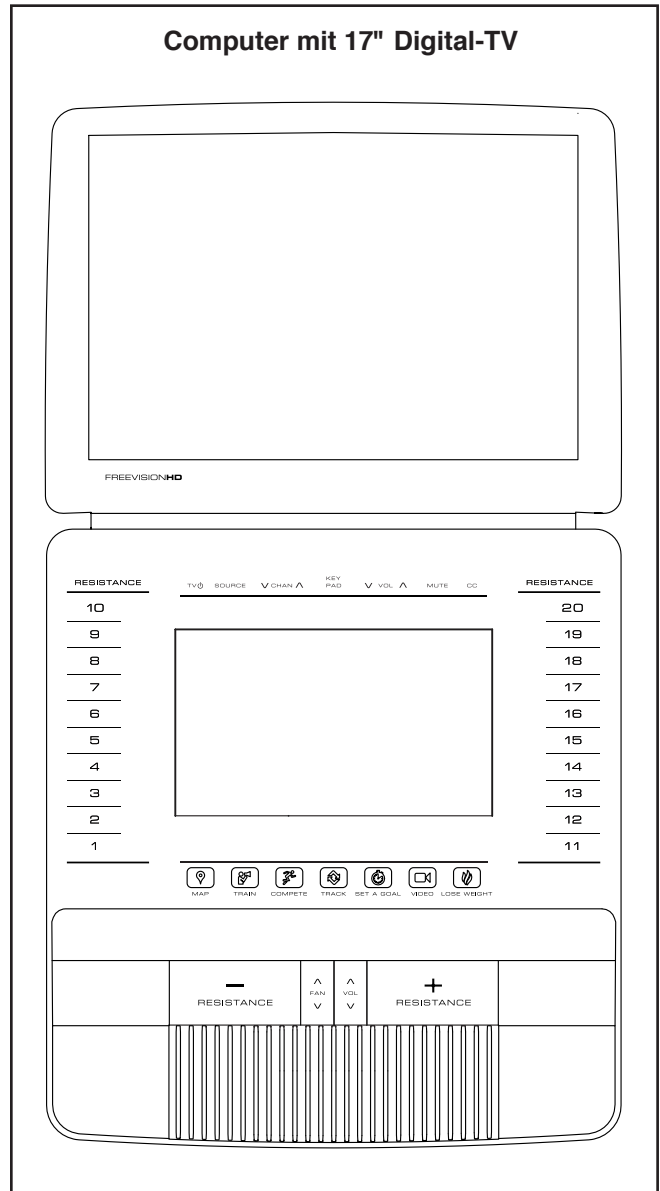 Computer mit 17" Digital-TV
FREEVISIONHD
RESISTANCE
10
9
8
7
6
5
4
3
2
1
TV SOURCE CHAN KEY PAD VOL MUTE CC
RESISTANCE
20
19
18
17
16
15
14
13
12
11
MAP TRAIN COMPETE TRACK SET A GOAL VIDEO LOSE WEIGHT
− RESISTANCE
FAN
VOL
+ RESISTANCE